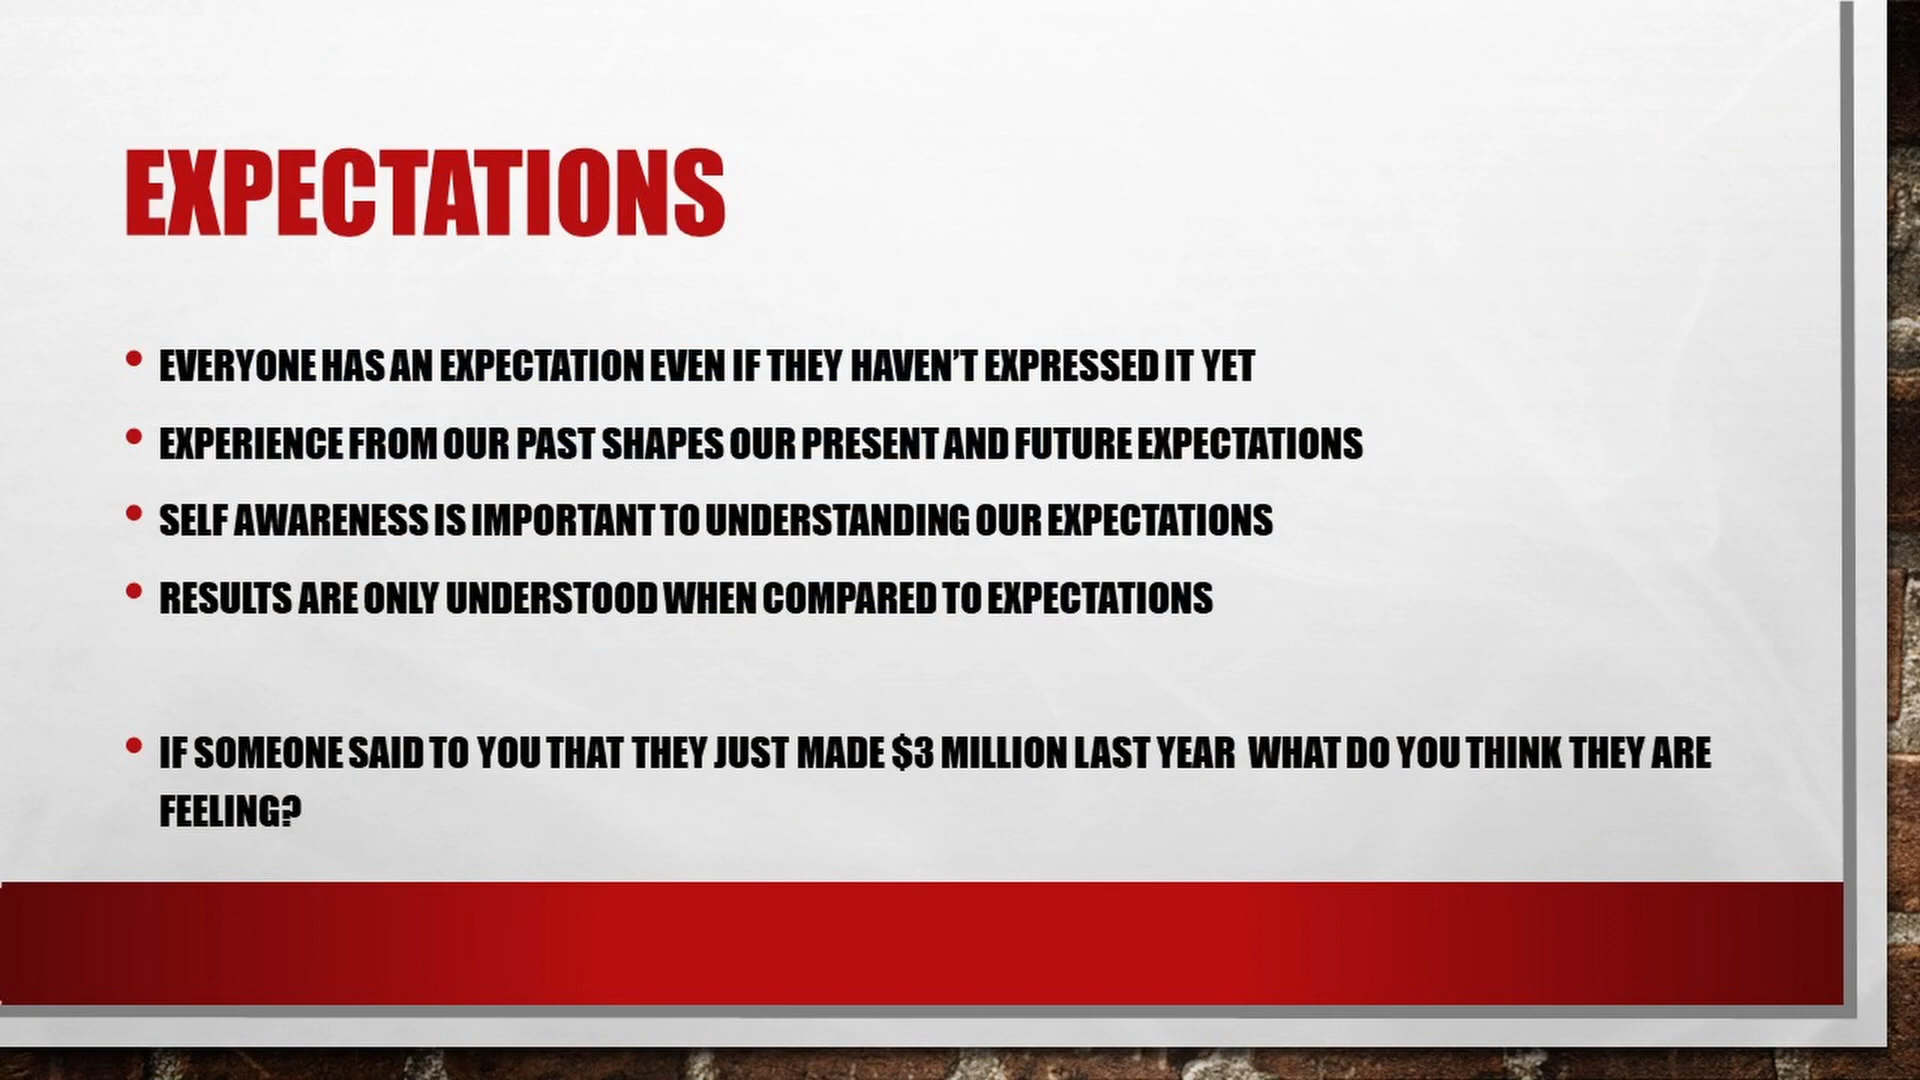 EXPECTATIONS
• EVERYONE HAS AN EXPECTATION EVEN IF THEY HAVEN’T EXPRESSED IT YET
• EXPERIENCE FROM OUR PAST SHAPES OUR PRESENT AND FUTURE EXPECTATIONS
• SELF AWARENESS IS IMPORTANT TO UNDERSTANDING OUR EXPECTATIONS
• RESULTS ARE ONLY UNDERSTOOD WHEN COMPARED TO EXPECTATIONS
• IF SOMEONE SAID TO YOU THAT THEY JUST MADE $3 MILLION LAST YEAR  WHAT DO YOU THINK THEY ARE
FEELING?